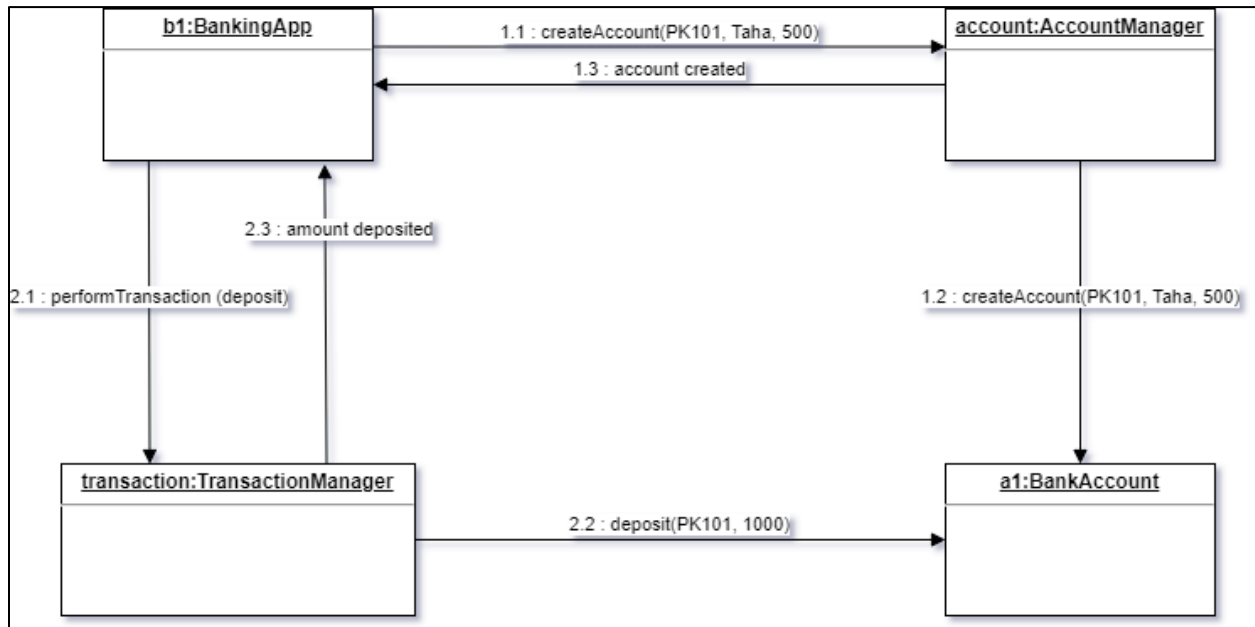 b1:BankingApp
1.1 : createAccount(PK101, Taha, 500)
account:AccountManager
1.3 : account created
2.3 : amount deposited
2.1 : performTransaction (deposit)
1.2 : createAccount(PK101, Taha, 500)
transaction:TransactionManager
a1:BankAccount
2.2 : deposit(PK101, 1000)